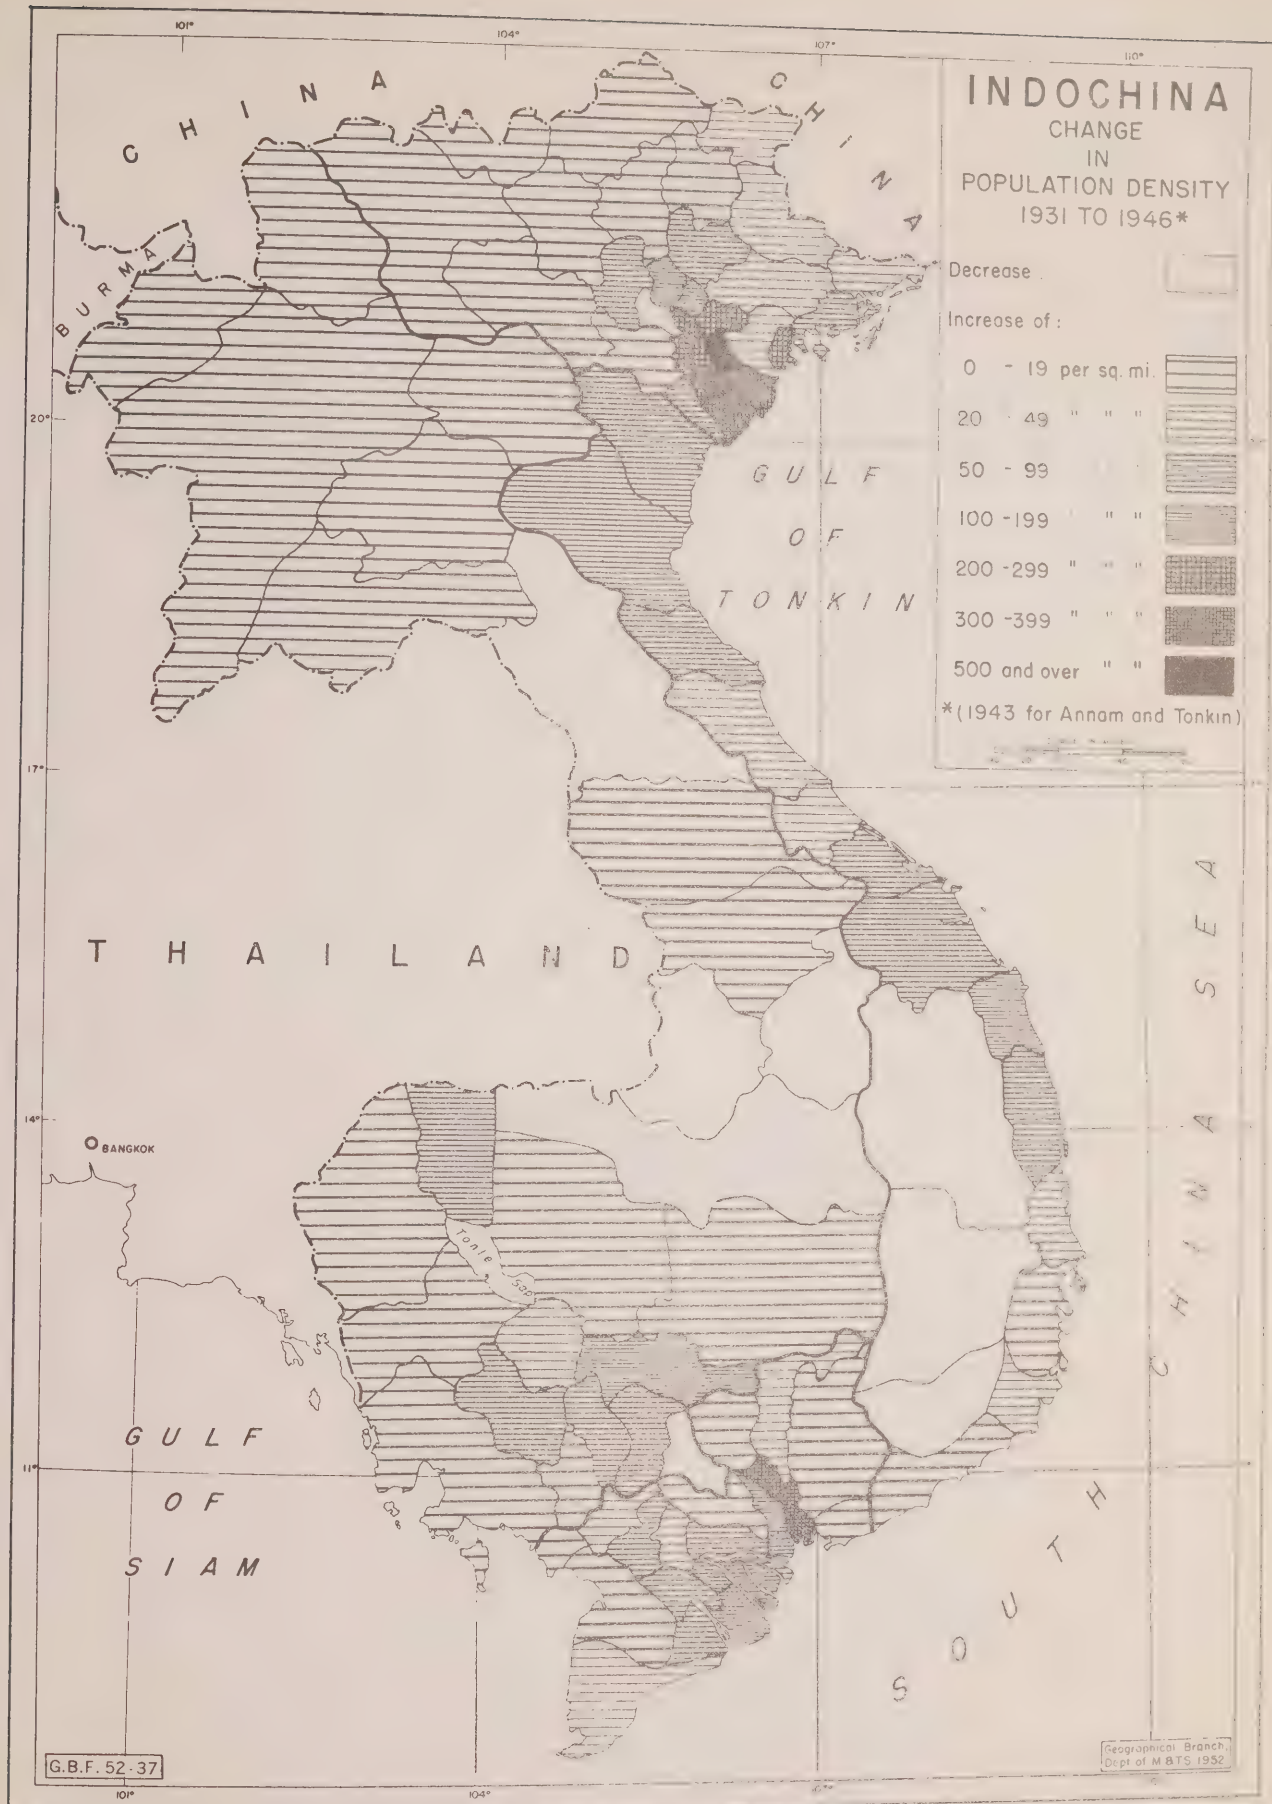 101° 104° 107° 110°
CHINA
CHINA
INDOCHINA
CHANGE
IN
POPULATION DENSITY
1931 TO 1946*
BURMA
Decrease
Increase of :
0 - 19 per sq. mi.
20 - 49 " " "
50 - 99
100 - 199 " " "
200 - 299 " " "
300 - 399 " " "
500 and over " "
*(1943 for Annam and Tonkin)
20°
GULF
OF
TONKIN
17°
THAILAND
SOUTH CHINA SEA
14°
BANGKOK
Tonle Sap
11°
GULF
OF
SIAM
G.B.F. 52-37
Geographical Branch,
Dept of M & TS 1952
101° 104°